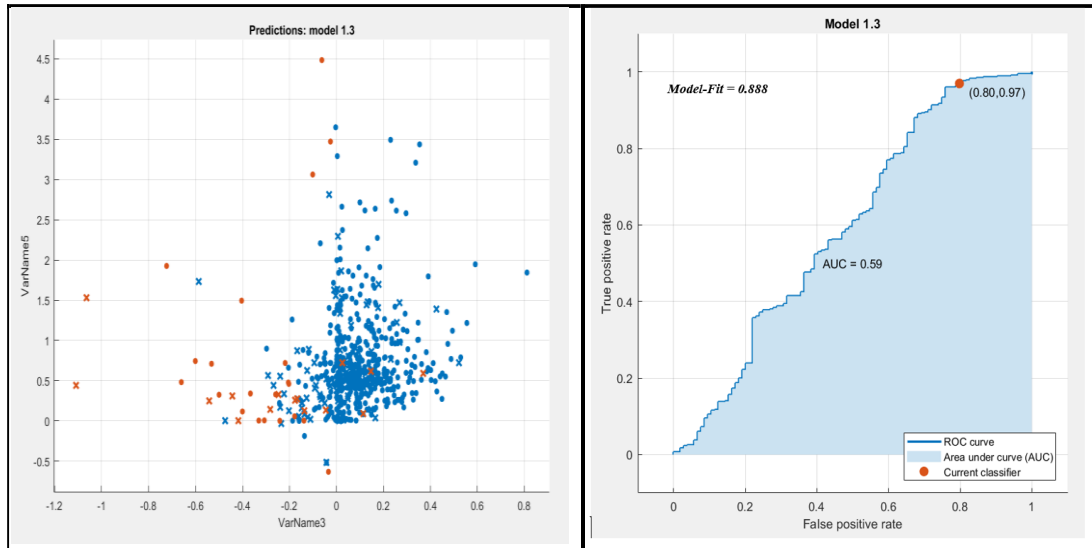 Predictions: model 1.3
4.5
4
3.5
3
2.5
2
1.5
1
0.5
0
-0.5
VarName5
-1.2 -1 -0.8 -0.6 -0.4 -0.2 0 0.2 0.4 0.6 0.8
VarName3
Model 1.3
Model-Fit = 0.888
(0.80,0.97)
AUC = 0.59
1
0.8
0.6
0.4
0.2
0
True positive rate
ROC curve
Area under curve (AUC)
Current classifier
0 0.2 0.4 0.6 0.8 1
False positive rate